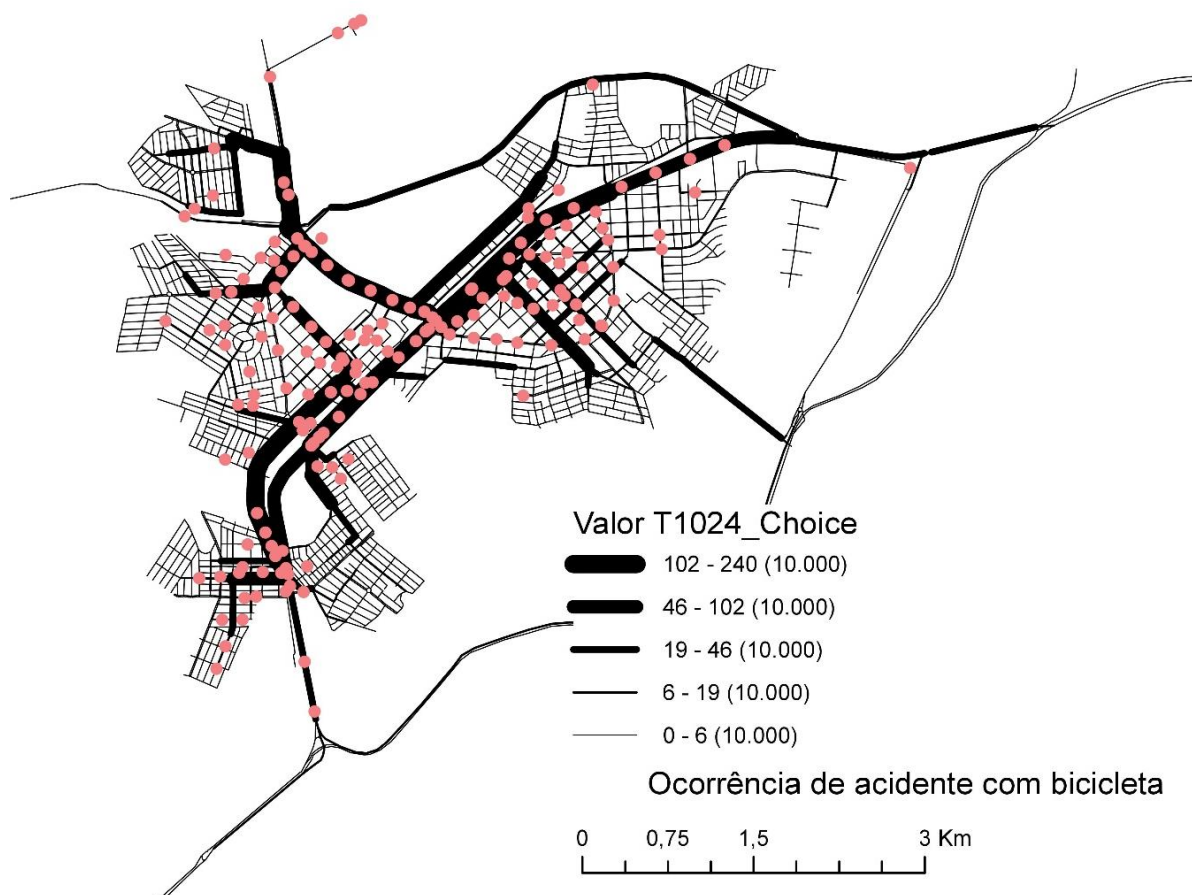 Valor T1024_Choice
102 - 240 (10.000)
46 - 102 (10.000)
19 - 46 (10.000)
6 - 19 (10.000)
0 - 6 (10.000)
Ocorrência de acidente com bicicleta
0 0,75 1,5 3 Km